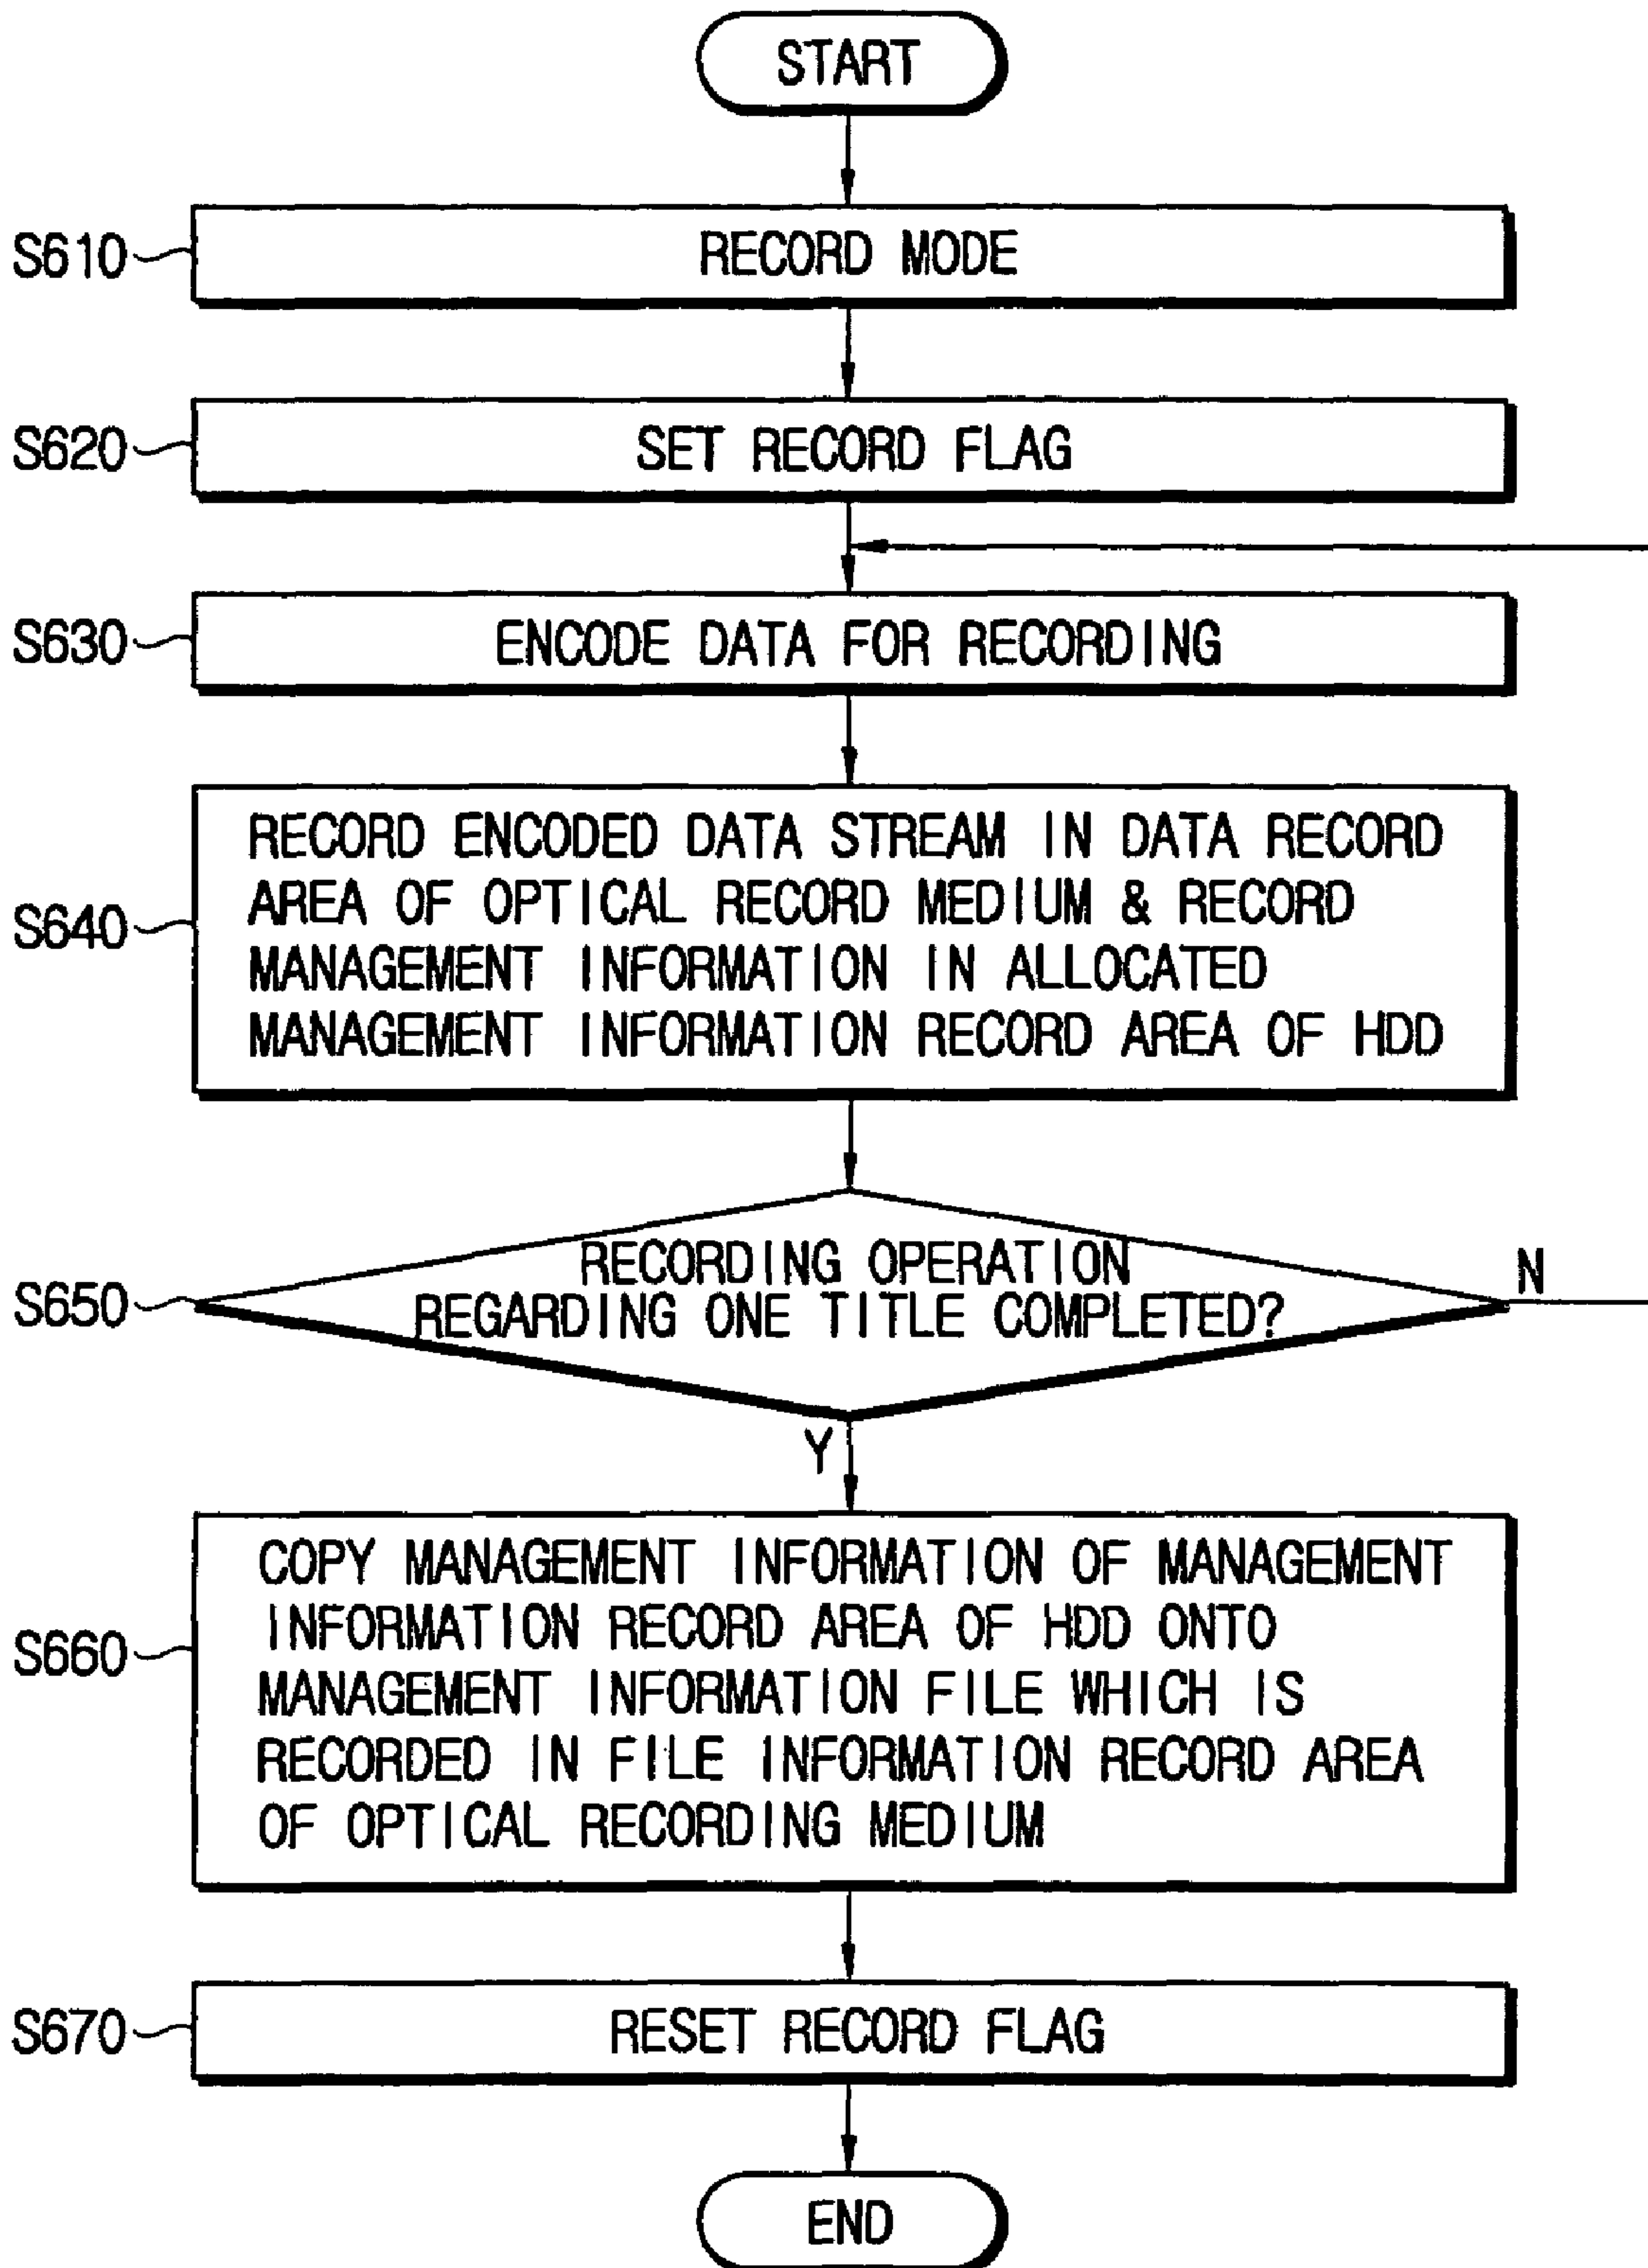 START
S610
RECORD MODE
S620
SET RECORD FLAG
S630
ENCODE DATA FOR RECORDING
S640
RECORD ENCODED DATA STREAM IN DATA RECORD
AREA OF OPTICAL RECORD MEDIUM & RECORD
MANAGEMENT INFORMATION IN ALLOCATED
MANAGEMENT INFORMATION RECORD AREA OF HDD
S650
RECORDING OPERATION
REGARDING ONE TITLE COMPLETED?
N
Y
S660
COPY MANAGEMENT INFORMATION OF MANAGEMENT
INFORMATION RECORD AREA OF HDD ONTO
MANAGEMENT INFORMATION FILE WHICH IS
RECORDED IN FILE INFORMATION RECORD AREA
OF OPTICAL RECORDING MEDIUM
S670
RESET RECORD FLAG
END